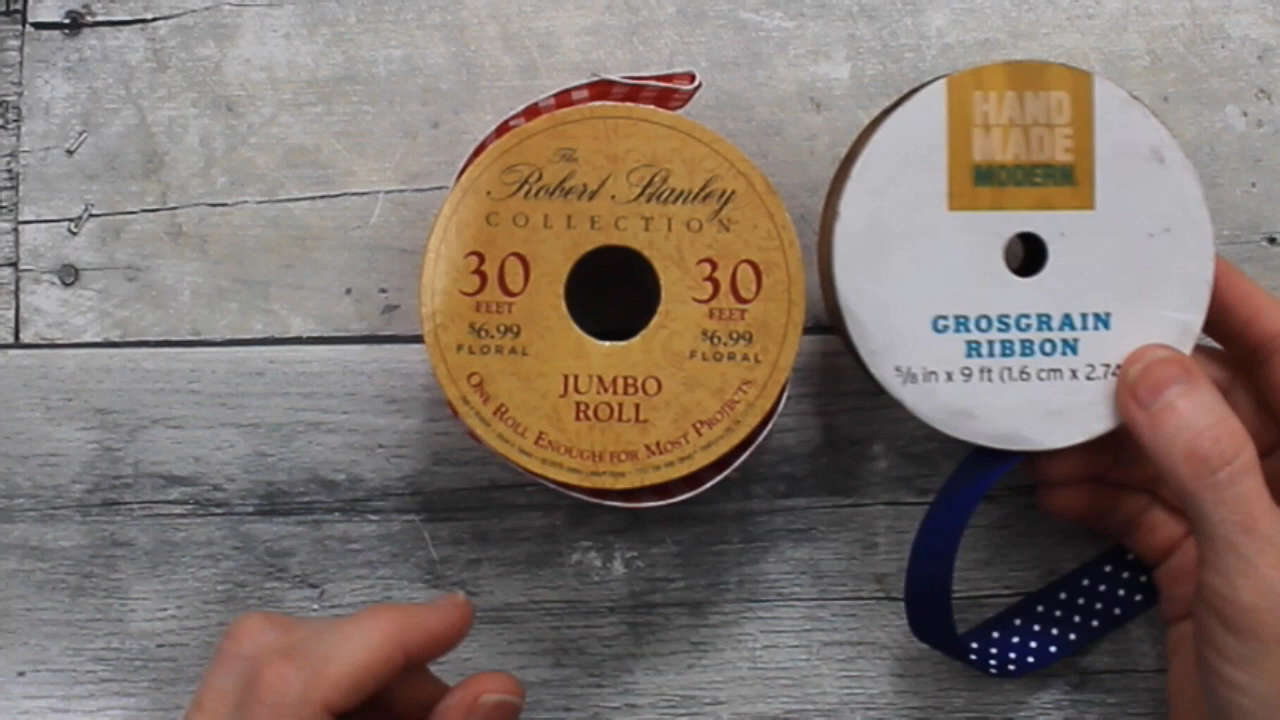 The
Robert Stanley
COLLECTION
30
FEET
$6.99
FLORAL
30
FEET
$6.99
FLORAL
JUMBO
ROLL
ONE ROLL ENOUGH FOR MOST PROJECTS
HAND
MADE
MODERN
GROSGRAIN
RIBBON
5/8 in x 9 ft (1.6 cm x 2.74